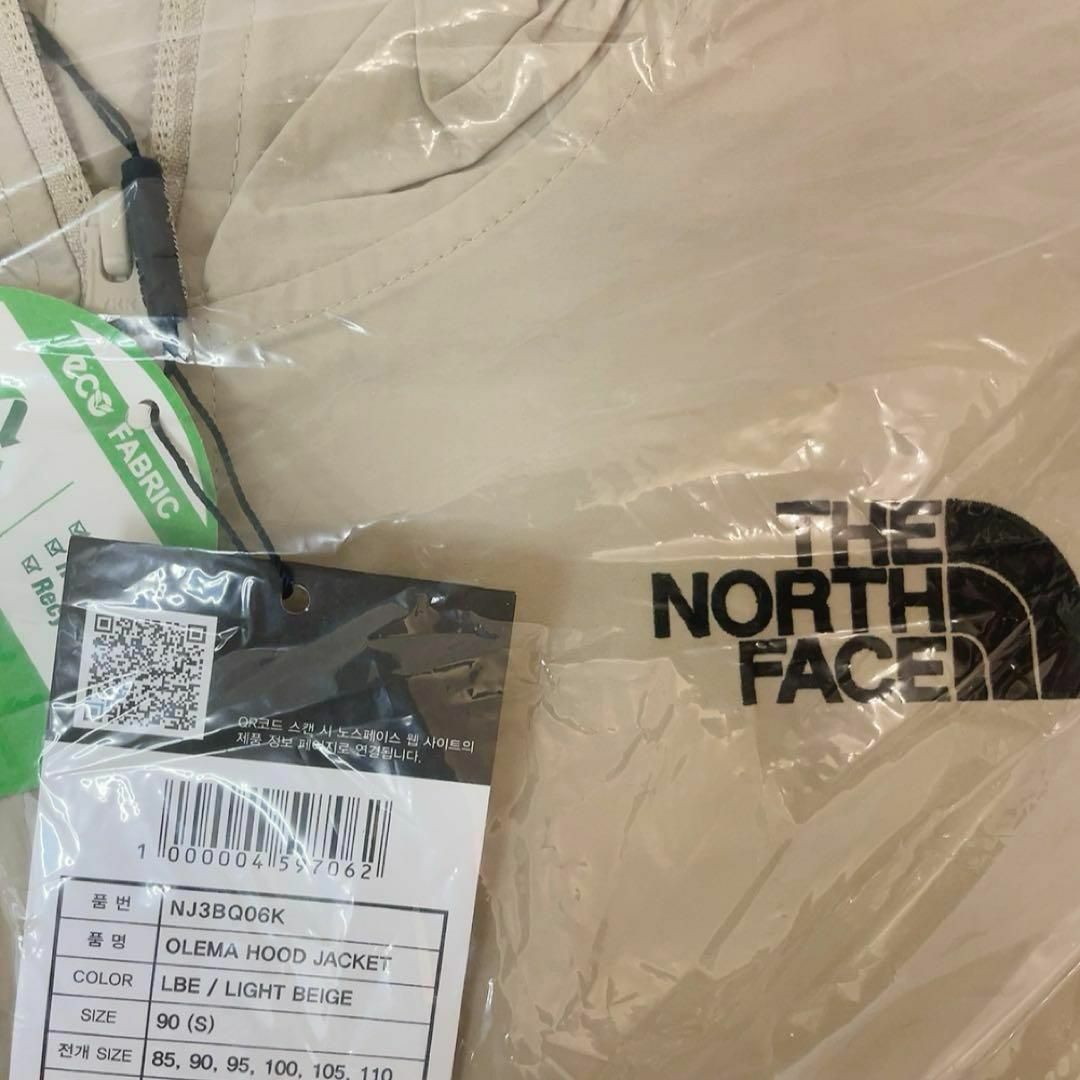 eco FABRIC
Recy
THE
NORTH
FACE
QR코드 스캔 시 노스페이스 웹 사이트의
제품 정보 페이지로 연결됩니다.
1 000004 597062
품 번 NJ3BQ06K
품 명 OLEMA HOOD JACKET
COLOR LBE / LIGHT BEIGE
SIZE 90 (S)
전개 SIZE 85, 90, 95, 100, 105, 110